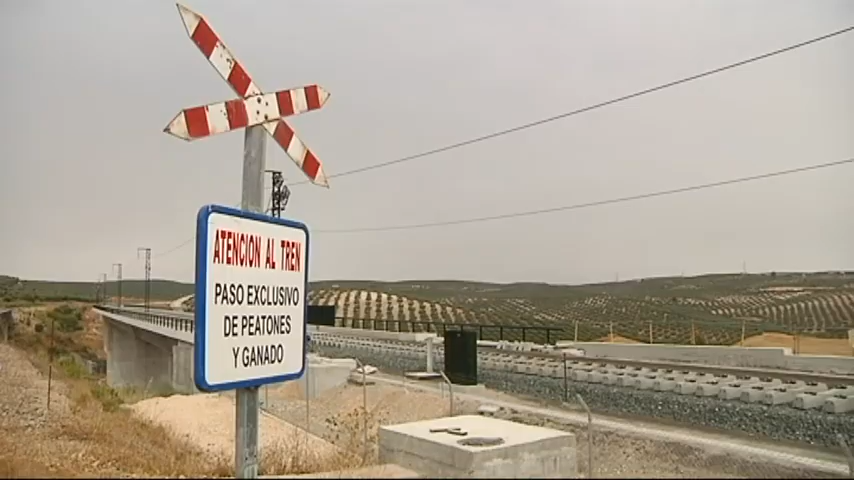 ATENCION AL TREN
PASO EXCLUSIVO
DE PEATONES
Y GANADO